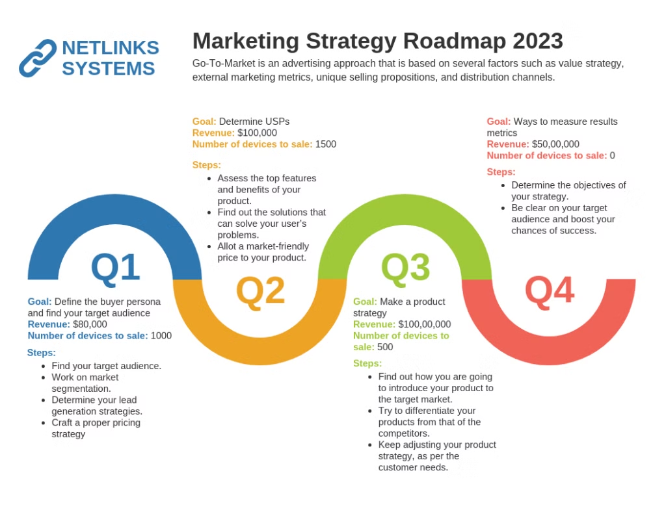 NETLINKS
SYSTEMS
Marketing Strategy Roadmap 2023
Go-To-Market is an advertising approach that is based on several factors such as value strategy,
external marketing metrics, unique selling propositions, and distribution channels.
Q1
Goal: Define the buyer persona
and find your target audience
Revenue: $80,000
Number of devices to sale: 1000
Steps:
• Find your target audience.
• Work on market
segmentation.
• Determine your lead
generation strategies.
• Craft a proper pricing
strategy
Goal: Determine USPs
Revenue: $100,000
Number of devices to sale: 1500
Steps:
• Assess the top features
and benefits of your
product.
• Find out the solutions that
can solve your user's
problems.
• Allot a market-friendly
price to your product.
Q2
Q3
Goal: Make a product
strategy
Revenue: $100,00,000
Number of devices to
sale: 500
Steps:
• Find out how you are going
to introduce your product to
the target market.
• Try to differentiate your
products from that of the
competitors.
• Keep adjusting your product
strategy, as per the
customer needs.
Goal: Ways to measure results
metrics
Revenue: $50,00,000
Number of devices to sale: 0
Steps:
• Determine the objectives of
your strategy.
• Be clear on your target
audience and boost your
chances of success.
Q4